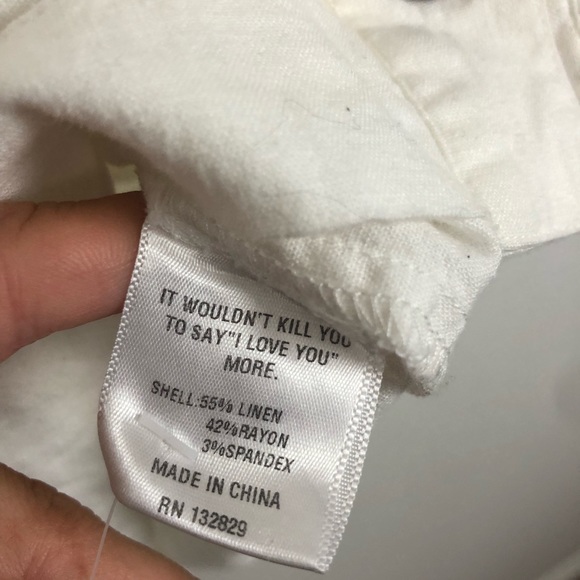 IT WOULDN'T KILL YOU
TO SAY"I LOVE YOU"
MORE.
SHELL:55% LINEN
42%RAYON
3%SPANDEX
MADE IN CHINA
RN 132829